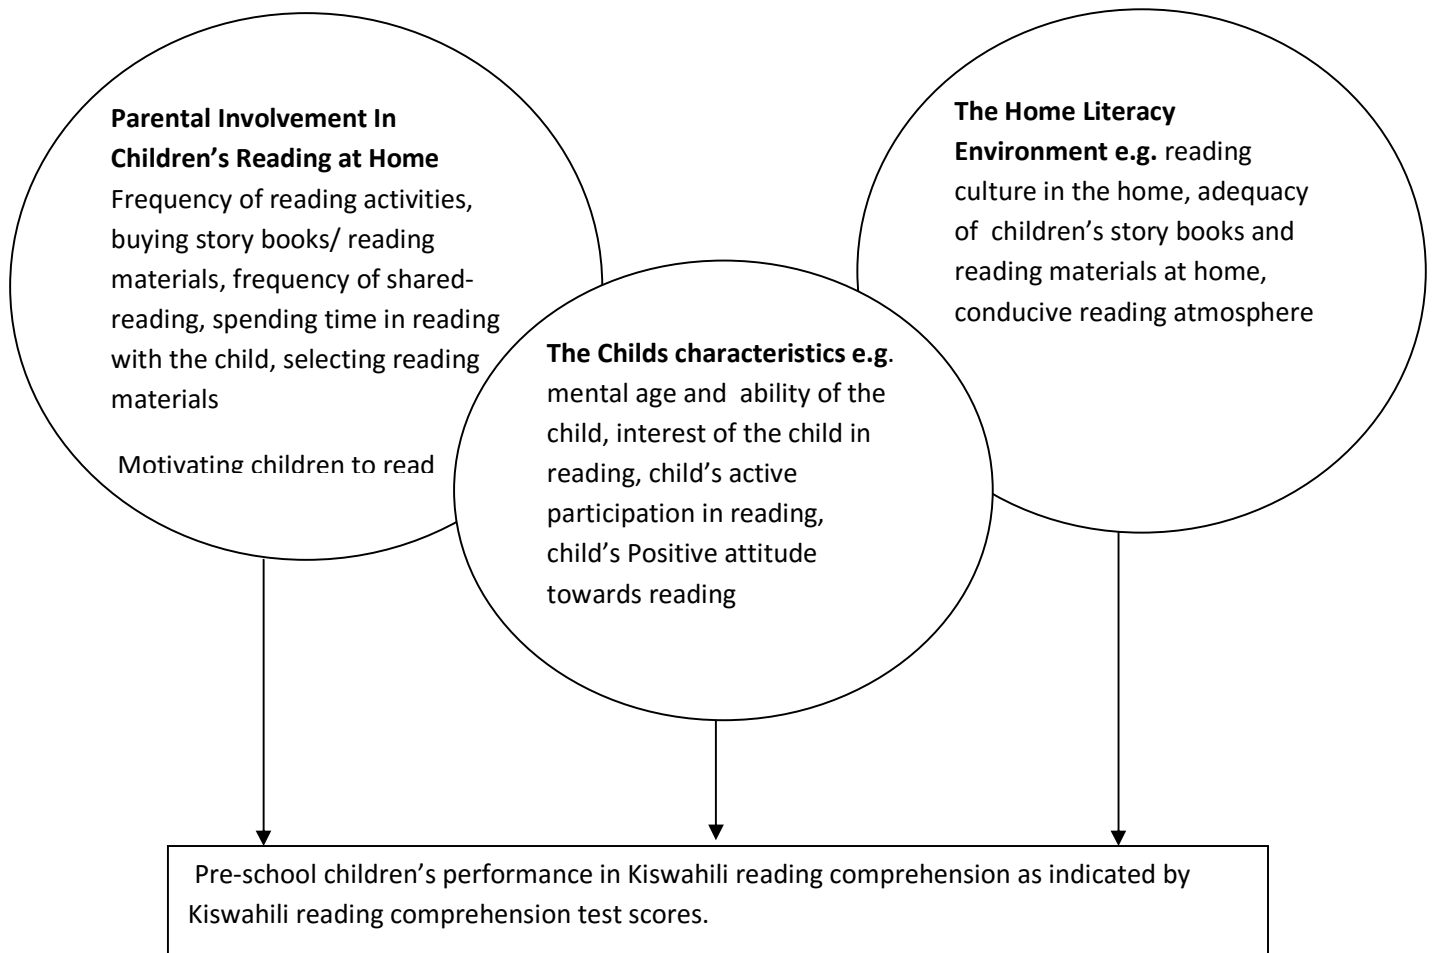 Parental Involvement In
Children’s Reading at Home
Frequency of reading activities,
buying story books/ reading
materials, frequency of shared-
reading, spending time in reading
with the child, selecting reading
materials
Motivating children to read
The Childs characteristics e.g.
mental age and ability of the
child, interest of the child in
reading, child’s active
participation in reading,
child’s Positive attitude
towards reading
The Home Literacy
Environment e.g. reading
culture in the home, adequacy
of children’s story books and
reading materials at home,
conducive reading atmosphere
Pre-school children’s performance in Kiswahili reading comprehension as indicated by
Kiswahili reading comprehension test scores.